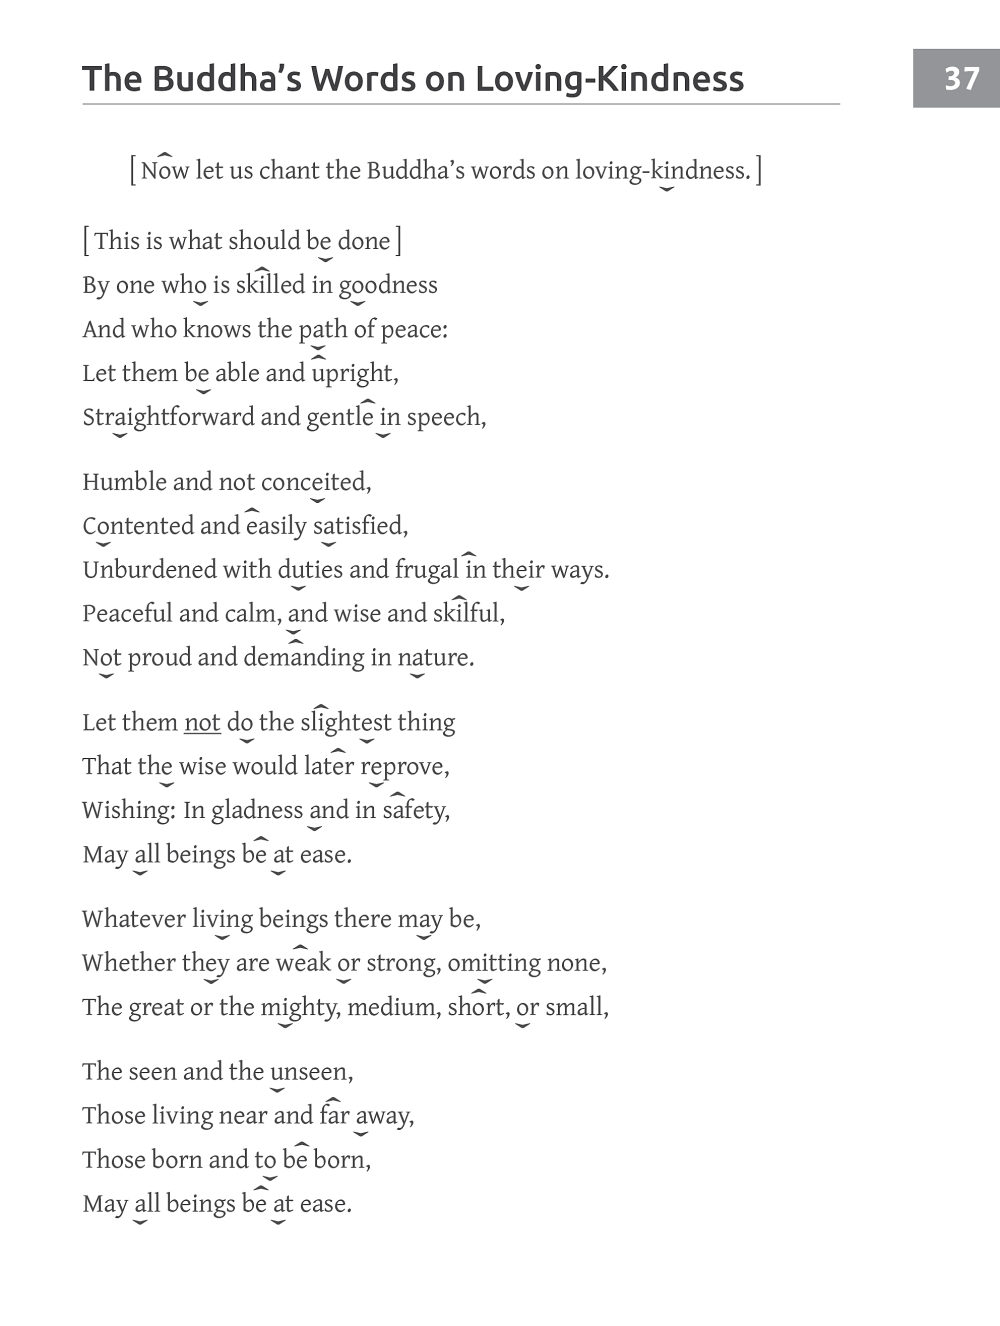 The Buddha’s Words on Loving-Kindness
37
[ Now let us chant the Buddha’s words on loving-kindness. ]
[ This is what should be done ]
By one who is skilled in goodness
And who knows the path of peace:
Let them be able and upright,
Straightforward and gentle in speech,
Humble and not conceited,
Contented and easily satisfied,
Unburdened with duties and frugal in their ways.
Peaceful and calm, and wise and skilful,
Not proud and demanding in nature.
Let them not do the slightest thing
That the wise would later reprove,
Wishing: In gladness and in safety,
May all beings be at ease.
Whatever living beings there may be,
Whether they are weak or strong, omitting none,
The great or the mighty, medium, short, or small,
The seen and the unseen,
Those living near and far away,
Those born and to be born,
May all beings be at ease.